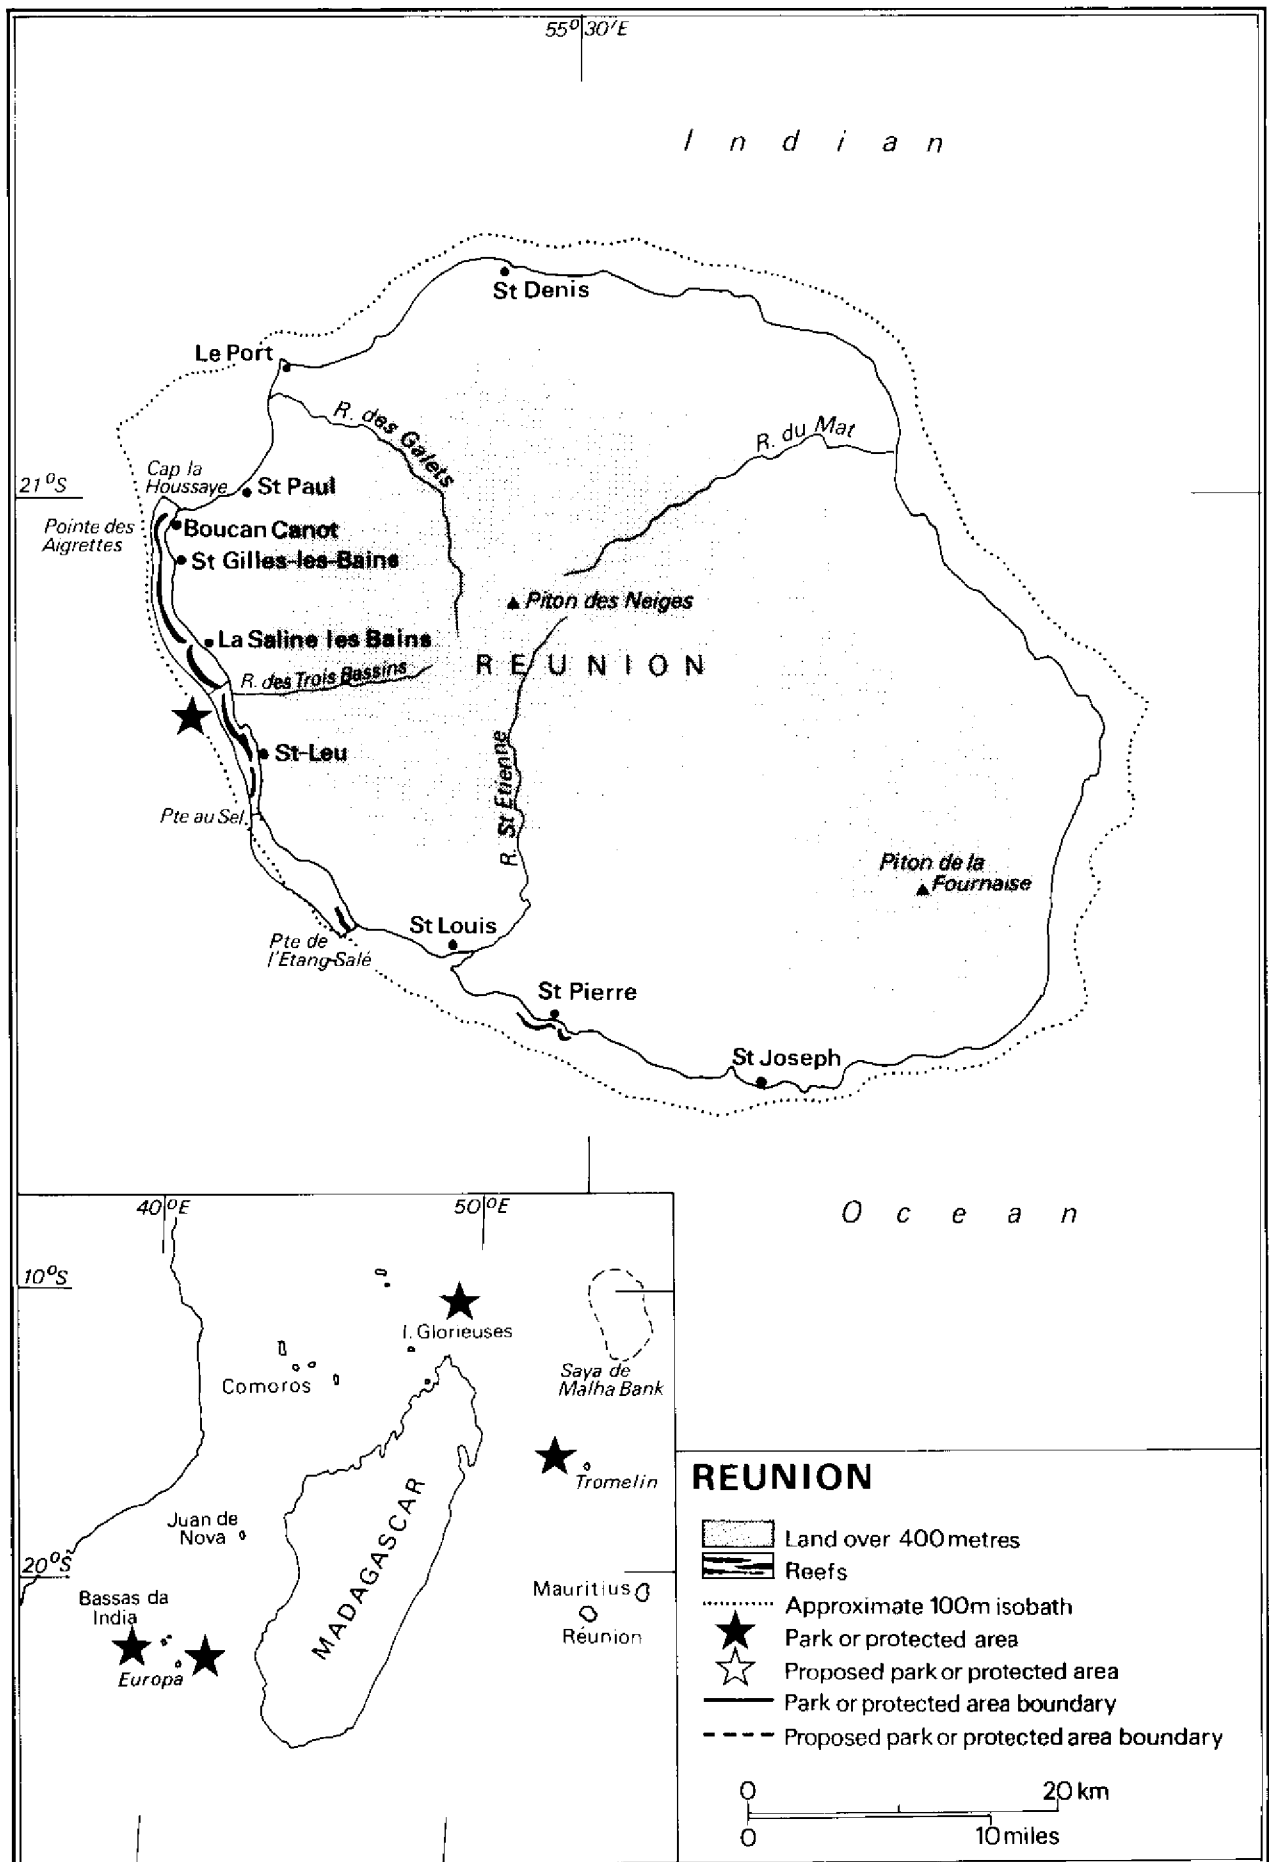 55° 30′E
Indian
St Denis
Le Port
R. des Galets
R. du Mat
Cap la
Houssaye
21°S
St Paul
Pointe des
Aigrettes
Boucan Canot
St Gilles-les-Bains
Piton des Neiges
La Saline les Bains
REUNION
R. des Trois Bassins
St-Leu
R. St Etienne
Pte au Sel
Piton de la
Fournaise
St Louis
Pte de
l'Etang-Salé
St Pierre
St Joseph
Ocean
40°E
50°E
10°S
I. Glorieuses
Comoros
Saya de
Malha Bank
Tromelin
Juan de
Nova
MADAGASCAR
20°S
Bassas da
India
Mauritius
Réunion
Europa
REUNION
Land over 400 metres
Reefs
Approximate 100m isobath
Park or protected area
Proposed park or protected area
Park or protected area boundary
Proposed park or protected area boundary
0 20 km
0 10 miles